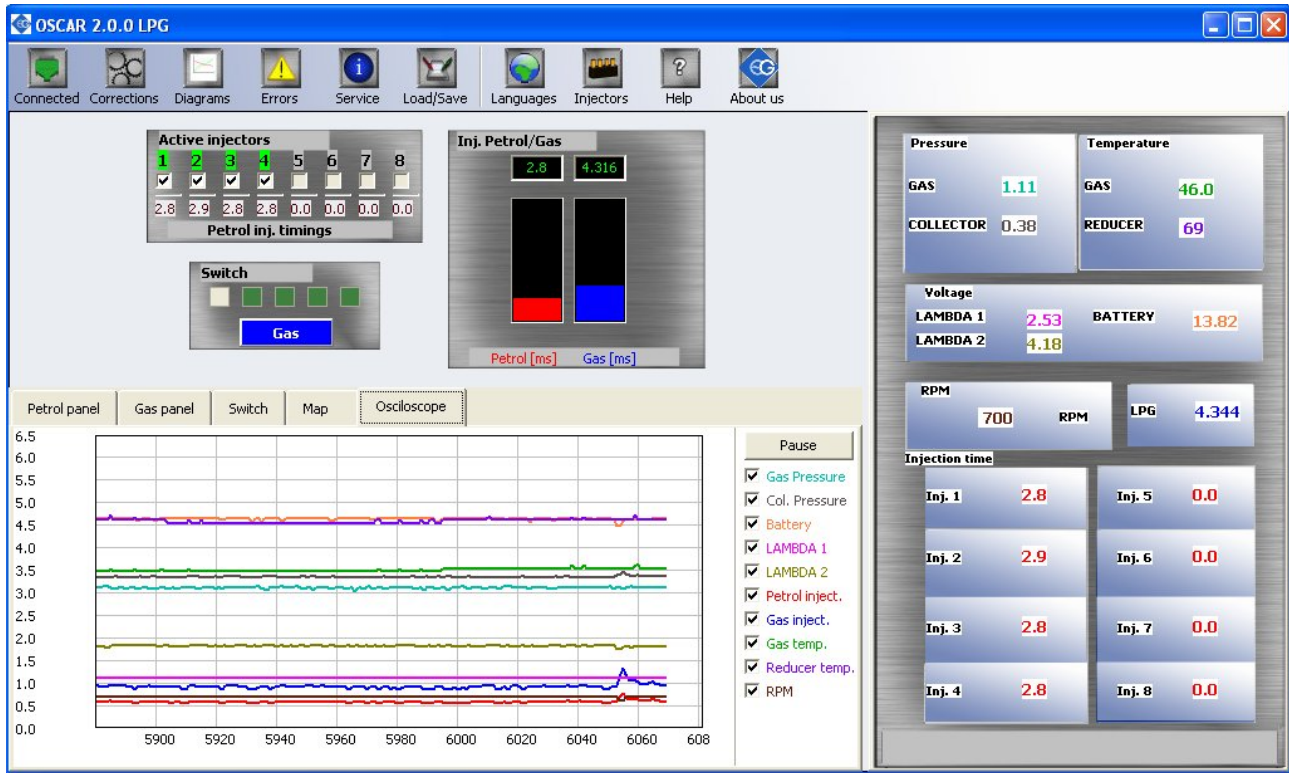 OSCAR 2.0.0 LPG
Connected Corrections Diagrams Errors Service Load/Save Languages Injectors Help About us
Active injectors
1 2 3 4 5 6 7 8
2.8 2.9 2.8 2.8 0.0 0.0 0.0 0.0
Petrol inj. timings
Switch
Gas
Inj. Petrol/Gas
2.8 4.316
Petrol [ms] Gas [ms]
Pressure
GAS 1.11
COLLECTOR 0.38
Temperature
GAS 46.0
REDUCER 69
Voltage
LAMBDA 1 2.53 BATTERY 13.82
LAMBDA 2 4.18
RPM
700 RPM
LPG 4.344
Injection time
Inj. 1 2.8 Inj. 5 0.0
Inj. 2 2.9 Inj. 6 0.0
Inj. 3 2.8 Inj. 7 0.0
Inj. 4 2.8 Inj. 8 0.0
Petrol panel Gas panel Switch Map Osciloscope
6.5
6.0
5.5
5.0
4.5
4.0
3.5
3.0
2.5
2.0
1.5
1.0
0.5
0.0
5900 5920 5940 5960 5980 6000 6020 6040 6060 608
Pause
Gas Pressure
Col. Pressure
Battery
LAMBDA 1
LAMBDA 2
Petrol inject.
Gas inject.
Gas temp.
Reducer temp.
RPM